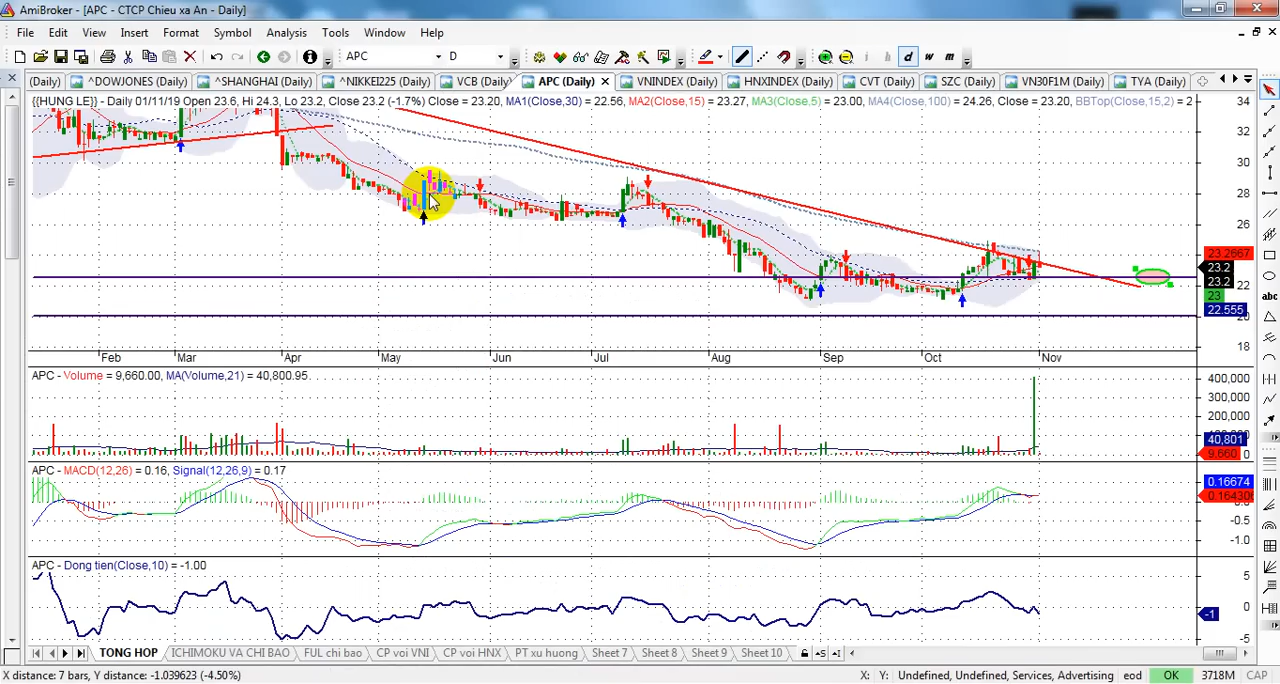 AmiBroker - [APC - CTCP Chieu xa An - Daily]
File Edit View Insert Format Symbol Analysis Tools Window Help
APC D i h d w m
(Daily) ^DOWJONES (Daily) ^SHANGHAI (Daily) ^NIKKEI225 (Daily) VCB (Daily) APC (Daily) VNINDEX (Daily) HNXINDEX (Daily) CVT (Daily) SZC (Daily) VN30F1M (Daily) TYA (Daily)
{{HUNG LE}} - Daily 01/11/19 Open 23.6, Hi 24.3, Lo 23.2, Close 23.2 (-1.7%) Close = 23.20, MA1(Close,30) = 22.56, MA2(Close,15) = 23.27, MA3(Close,5) = 23.00, MA4(Close,100) = 24.26, Close = 23.20, BBTop(Close,15,2) = 2
34
32
30
28
26
24
23.2667
23.2
23.2
22
23
22.555
20
18
abc
Feb Mar Apr May Jun Jul Aug Sep Oct Nov
APC - Volume = 9,660.00, MA(Volume,21) = 40,800.95
400,000
300,000
200,000
40,801
9,660 0
APC - MACD(12,26) = 0.16, Signal(12,26,9) = 0.17
0.16674
0.164306
-0.5
-1.0
APC - Dong tien(Close,10) = -1.00
5
0
-1
-5
TONG HOP ICHIMOKU VA CHI BAO FUL chi bao CP voi VNI CP voi HNX PT xu huong Sheet 7 Sheet 8 Sheet 9 Sheet 10
X distance: 7 bars, Y distance: -1.039623 (-4.50%) X: Y: Undefined, Undefined, Services, Advertising eod OK 3718M CAP